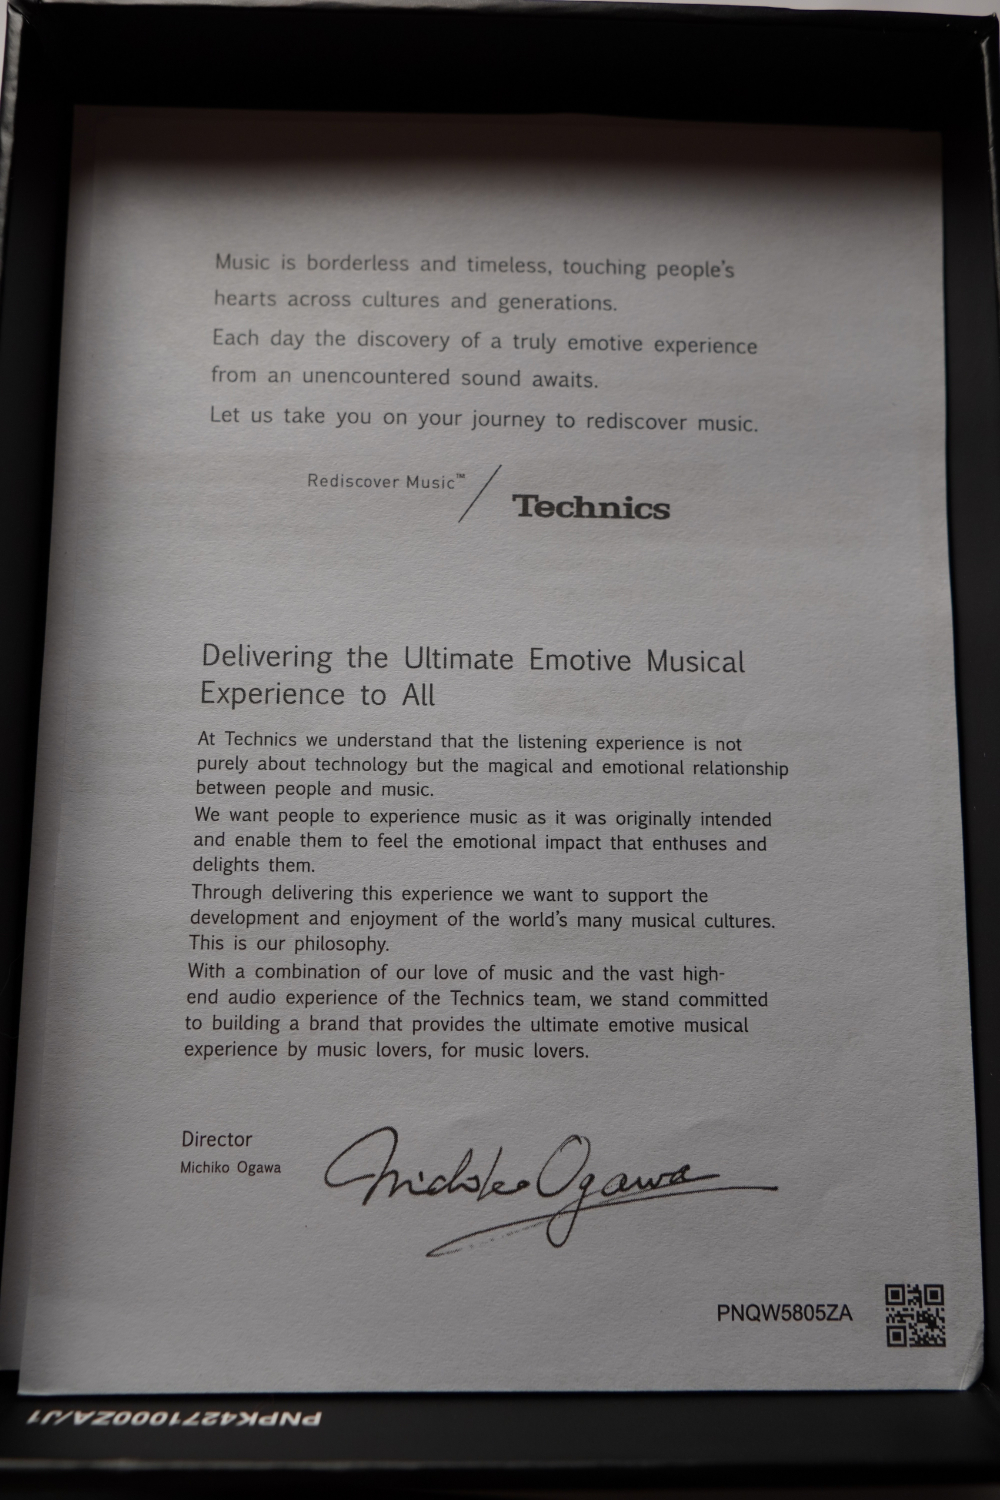 Music is borderless and timeless, touching people's
hearts across cultures and generations.
Each day the discovery of a truly emotive experience
from an unencountered sound awaits.
Let us take you on your journey to rediscover music.
Rediscover Music™
Technics
Delivering the Ultimate Emotive Musical
Experience to All
At Technics we understand that the listening experience is not
purely about technology but the magical and emotional relationship
between people and music.
We want people to experience music as it was originally intended
and enable them to feel the emotional impact that enthuses and
delights them.
Through delivering this experience we want to support the
development and enjoyment of the world's many musical cultures.
This is our philosophy.
With a combination of our love of music and the vast high-
end audio experience of the Technics team, we stand committed
to building a brand that provides the ultimate emotive musical
experience by music lovers, for music lovers.
Director
Michiko Ogawa
Michiko Ogawa
PNQW5805ZA
PNPK4271000ZA/J1